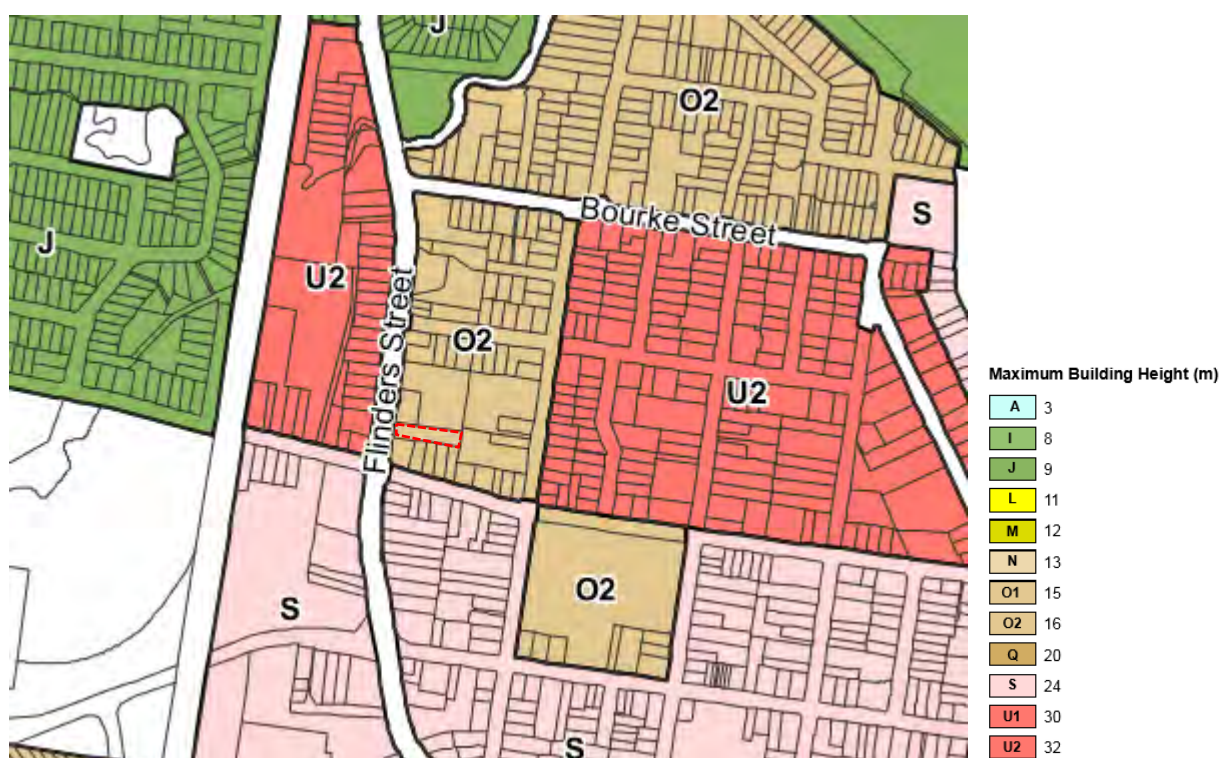 J
O2
S
Bourke Street
J
U2
Flinders Street
O2
U2
O2
S
S
Maximum Building Height (m)
A 3
I 8
J 9
L 11
M 12
N 13
O1 15
O2 16
Q 20
S 24
U1 30
U2 32